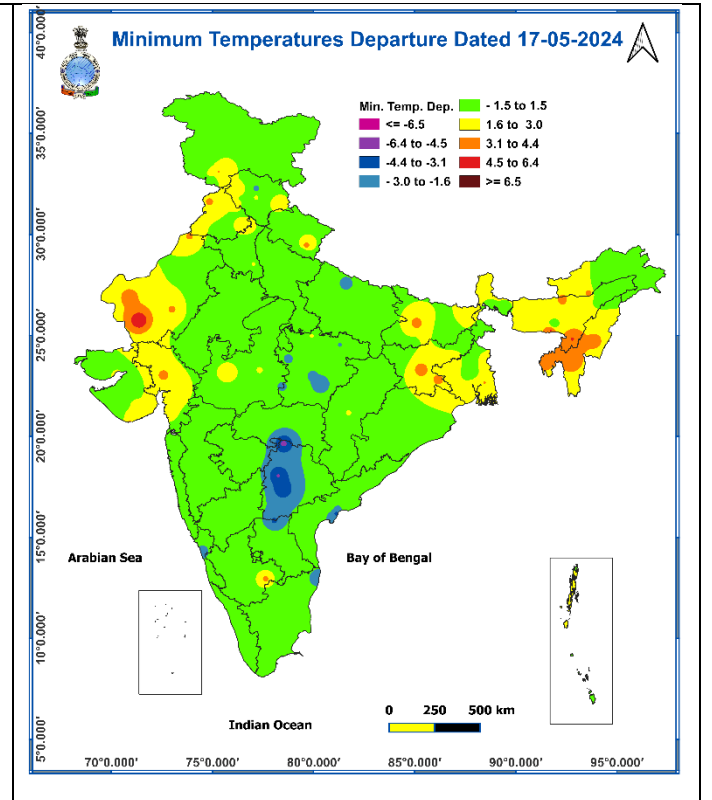 Minimum Temperatures Departure Dated 17-05-2024
Min. Temp. Dep.
<= -6.5
-6.4 to -4.5
-4.4 to -3.1
- 3.0 to -1.6
- 1.5 to 1.5
1.6 to 3.0
3.1 to 4.4
4.5 to 6.4
>= 6.5
40°0.000'
35°0.000'
30°0.000'
25°0.000'
20°0.000'
15°0.000'
10°0.000'
5°0.000'
Arabian Sea
Bay of Bengal
Indian Ocean
0 250 500 km
70°0.000' 75°0.000' 80°0.000' 85°0.000' 90°0.000' 95°0.000'